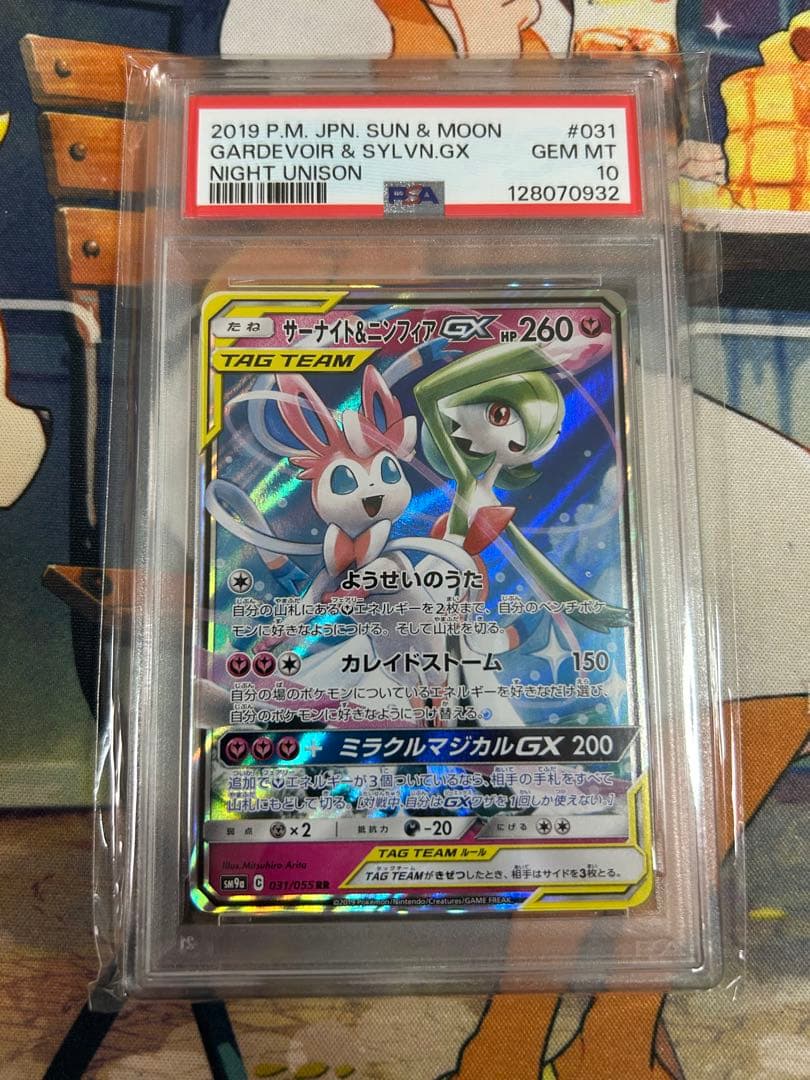 2019 P.M. JPN. SUN & MOON #031
GARDEVOIR & SYLVN.GX GEM MT
NIGHT UNISON 10
PSA 128070932
たね サーナイト&ニンフィアGX HP 260
TAG TEAM
ようせいのうた
自分の山札にあるエネルギーを2枚まで、自分のベンチポケ
モンに好きなようにつける。そして山札を切る。
カレイドストーム 150
自分の場のポケモンについているエネルギーを好きなだけ選び、
自分のポケモンに好きなようにつけ替える。
+ ミラクルマジカルGX 200
追加でエネルギーが3個ついているなら、相手の手札をすべて
山札にもどして切る。[対戦中、自分はGXワザを1回しか使えない。]
弱点 ×2 抵抗力 -20 にげる
Illus. Mitsuhiro Arita
TAG TEAM ルール
TAG TEAMがきぜつしたとき、相手はサイドを3枚とる。
SM9a C 031/055 RR
©2019 Pokémon/Nintendo/Creatures/GAME FREAK.